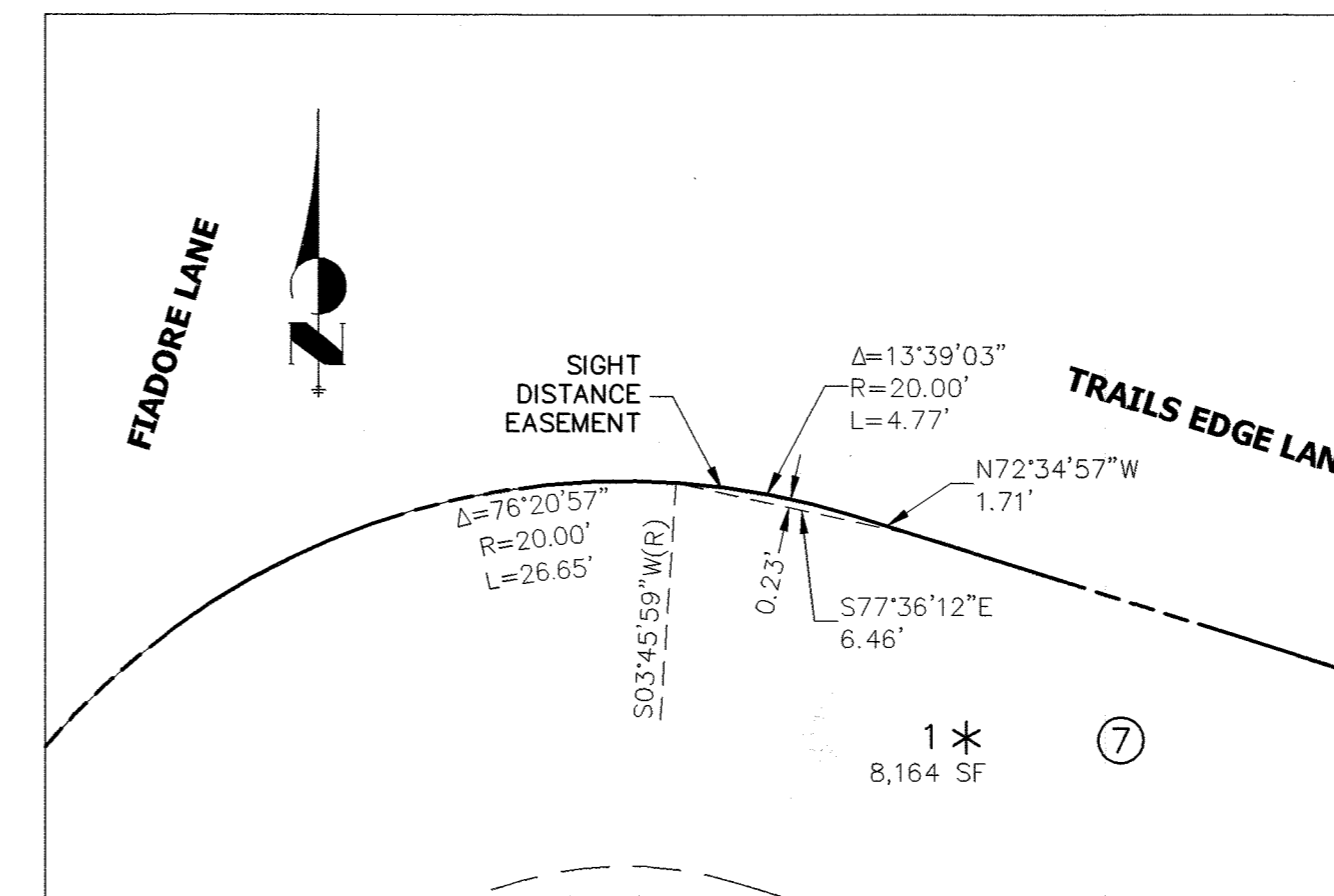 FIADORE LANE
N
SIGHT
DISTANCE
EASEMENT
Δ=13°39'03"
R=20.00'
L=4.77'
TRAILS EDGE LAN
N72°34'57"W
1.71'
Δ=76°20'57"
R=20.00'
L=26.65'
S03°45'59"W(R)
0.23'
S77°36'12"E
6.46'
1 *
8,164 SF
7